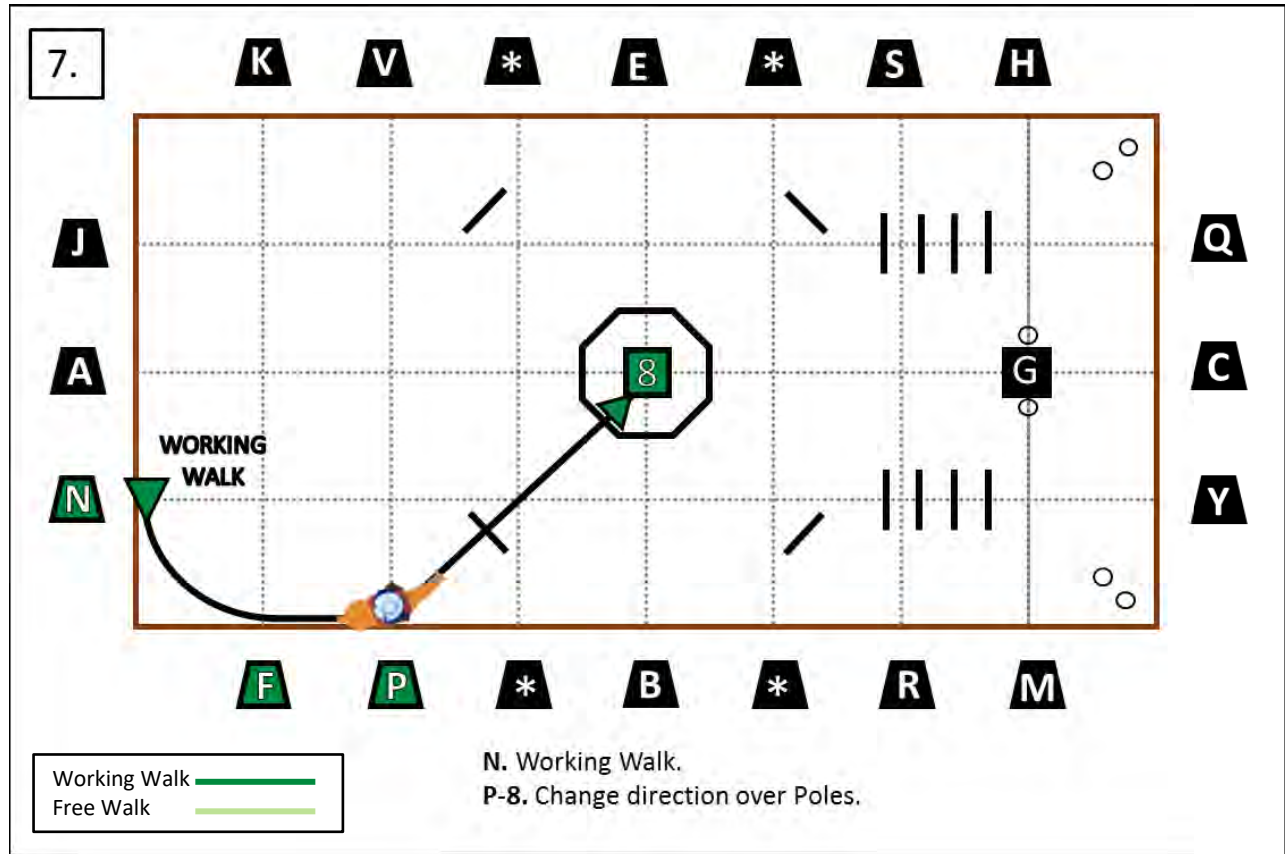 7.
K V * E * S H
J
Q
A
8
G
C
WORKING
WALK
N
Y
F P * B * R M
Working Walk
Free Walk
N. Working Walk.
P-8. Change direction over Poles.